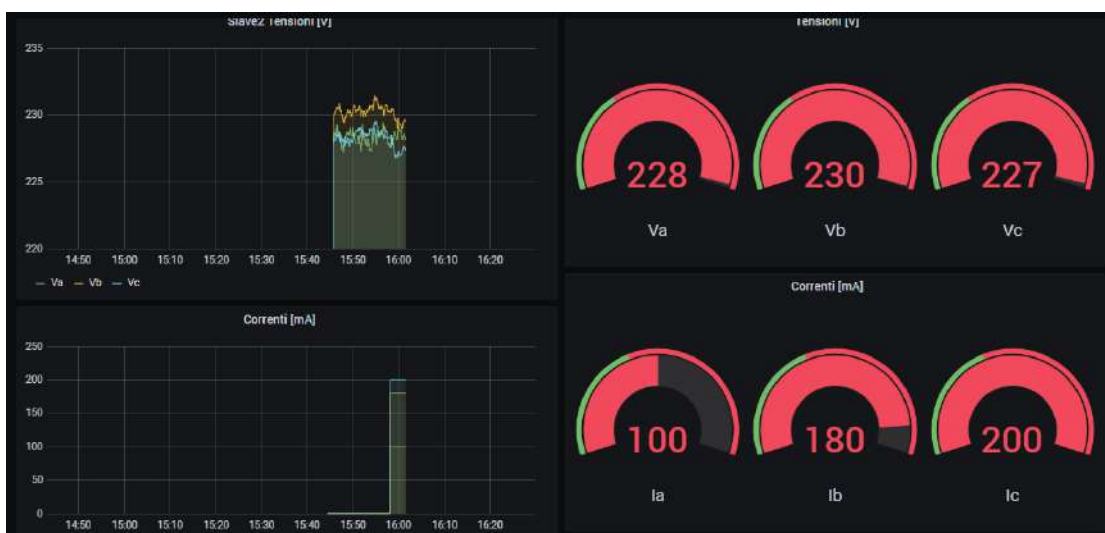 Slave2 Tensioni [V]
235
230
225
220
14:50 15:00 15:10 15:20 15:30 15:40 15:50 16:00 16:10 16:20
Va Vb Vc
Tensioni [V]
228 230 227
Va Vb Vc
Correnti [mA]
250
200
150
100
50
0
14:50 15:00 15:10 15:20 15:30 15:40 15:50 16:00 16:10 16:20
Correnti [mA]
100 180 200
Ia Ib Ic